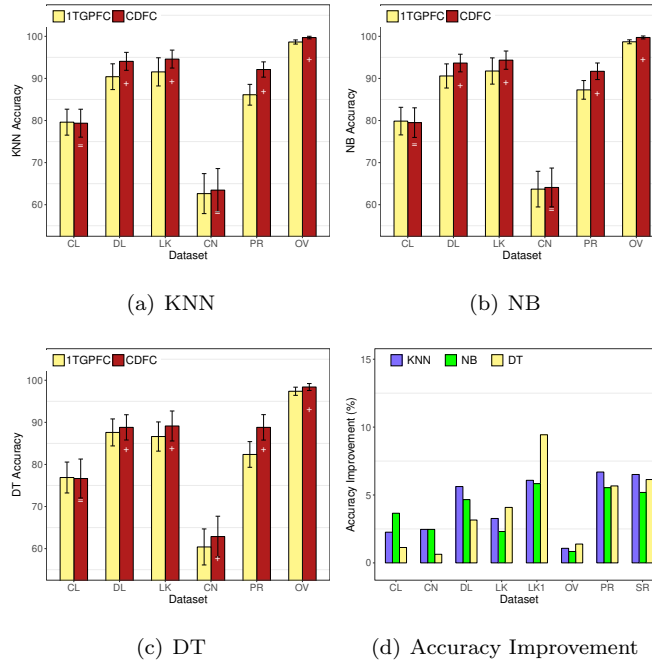 1TGPFC CDFC
100
90
80
70
60
KNN Accuracy
= + + = + +
CL DL LK CN PR OV
Dataset
(a) KNN
1TGPFC CDFC
100
90
80
70
60
NB Accuracy
= + + = + +
CL DL LK CN PR OV
Dataset
(b) NB
1TGPFC CDFC
100
90
80
70
60
DT Accuracy
= + + + + +
CL DL LK CN PR OV
Dataset
(c) DT
KNN NB DT
15
10
5
0
Accuracy Improvement (%)
CL CN DL LK LK1 OV PR SR
Dataset
(d) Accuracy Improvement